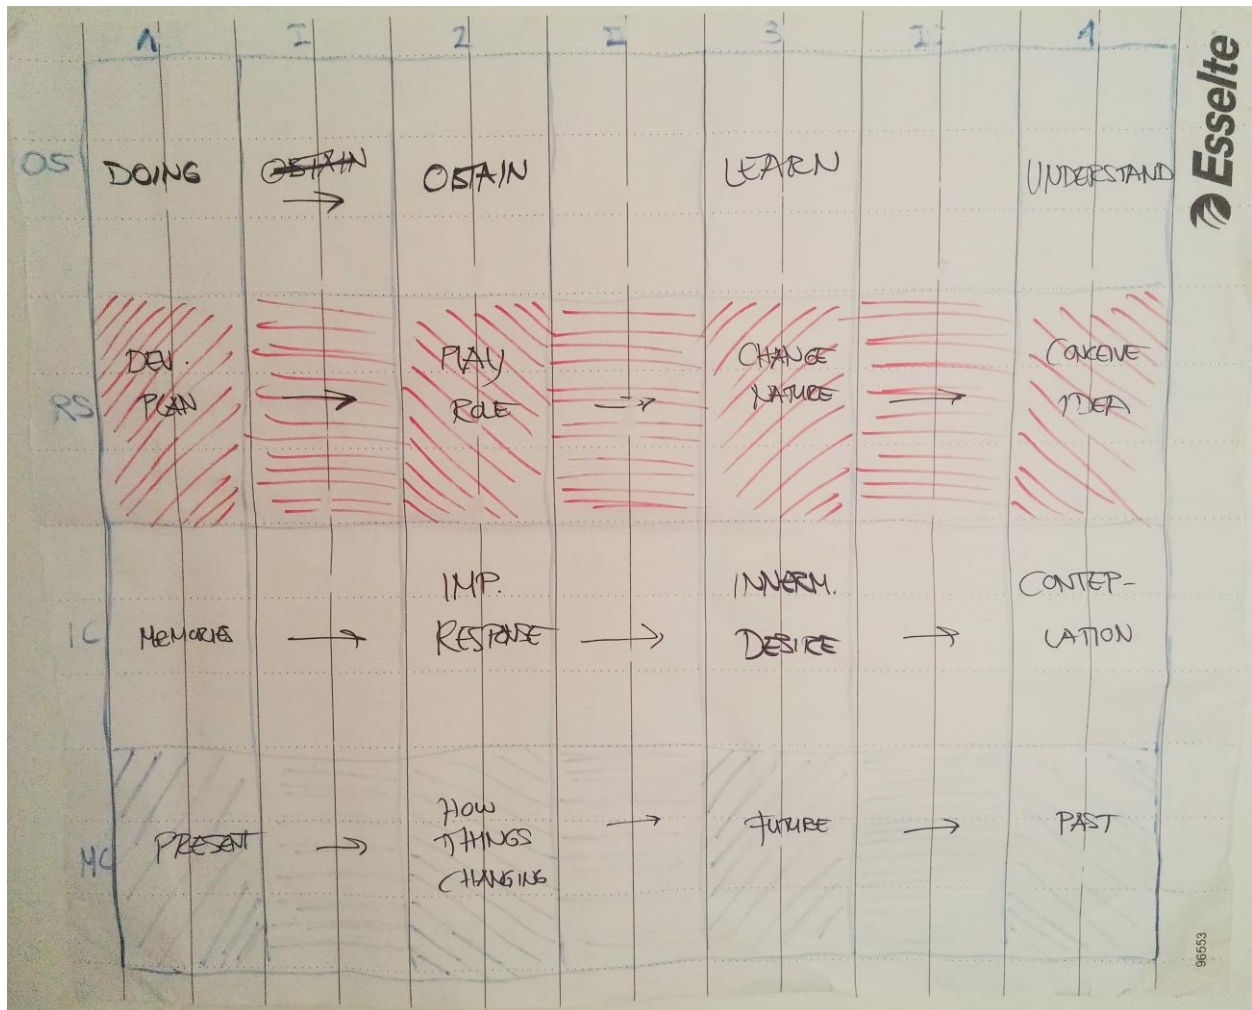 1 I 2 II 3 I 1
OS DOING OBTAIN OBTAIN LEARN UNDERSTAND
RS DEV. PLAY CHANGE CONCEIVE
PLAN ROLE NATURE IDEA
IMP. INNERM. CONTEP-
IC MEMORIES RESPONSE DESIRE LATION
MC PRESENT HOW FUTURE PAST
THINGS
CHANGING
Esselte
96553